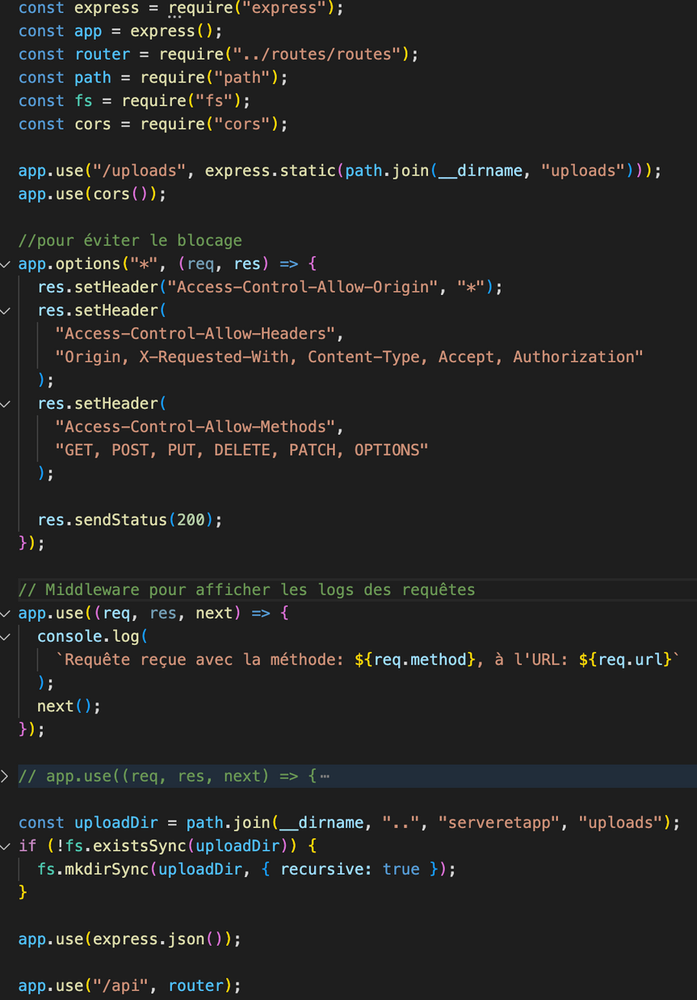 const express = require("express");
const app = express();
const router = require("../routes/routes");
const path = require("path");
const fs = require("fs");
const cors = require("cors");
app.use("/uploads", express.static(path.join(__dirname, "uploads")));
app.use(cors());
//pour éviter le blocage
app.options("*", (req, res) => {
  res.setHeader("Access-Control-Allow-Origin", "*");
  res.setHeader(
    "Access-Control-Allow-Headers",
    "Origin, X-Requested-With, Content-Type, Accept, Authorization"
  );
  res.setHeader(
    "Access-Control-Allow-Methods",
    "GET, POST, PUT, DELETE, PATCH, OPTIONS"
  );
  res.sendStatus(200);
});
// Middleware pour afficher les logs des requêtes
app.use((req, res, next) => {
  console.log(
    `Requête reçue avec la méthode: ${req.method}, à l'URL: ${req.url}`
  );
  next();
});
// app.use((req, res, next) => {⋯
const uploadDir = path.join(__dirname, "..", "serveretapp", "uploads");
if (!fs.existsSync(uploadDir)) {
  fs.mkdirSync(uploadDir, { recursive: true });
}
app.use(express.json());
app.use("/api", router);